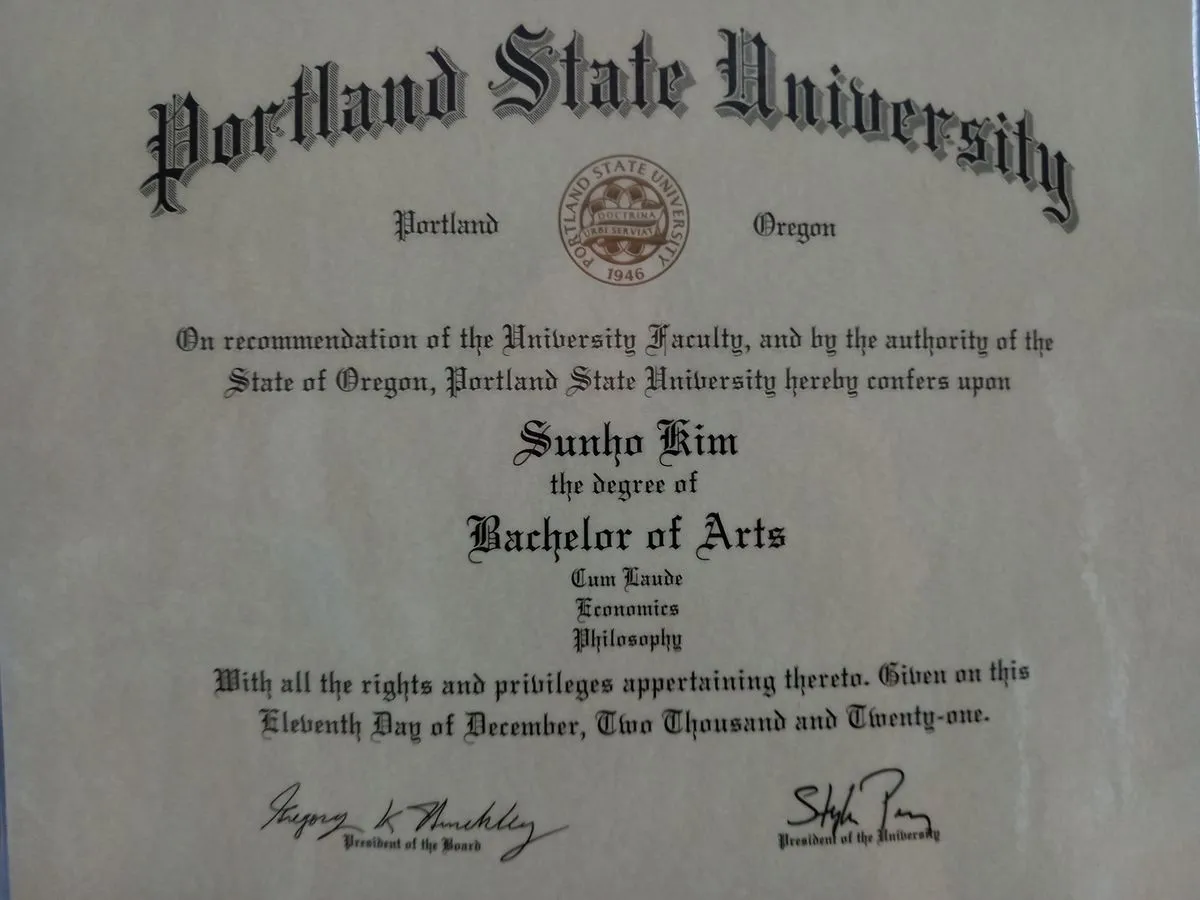 Portland State University
Portland
PORTLAND STATE UNIVERSITY
DOCTRINA
URBI SERVIAT
1946
Oregon
On recommendation of the University Faculty, and by the authority of the
State of Oregon, Portland State University hereby confers upon
Sunho Kim
the degree of
Bachelor of Arts
Cum Laude
Economics
Philosophy
With all the rights and privileges appertaining thereto. Given on this
Eleventh Day of December, Two Thousand and Twenty-one.
Gregory K Hinckley
President of the Board
President of the University